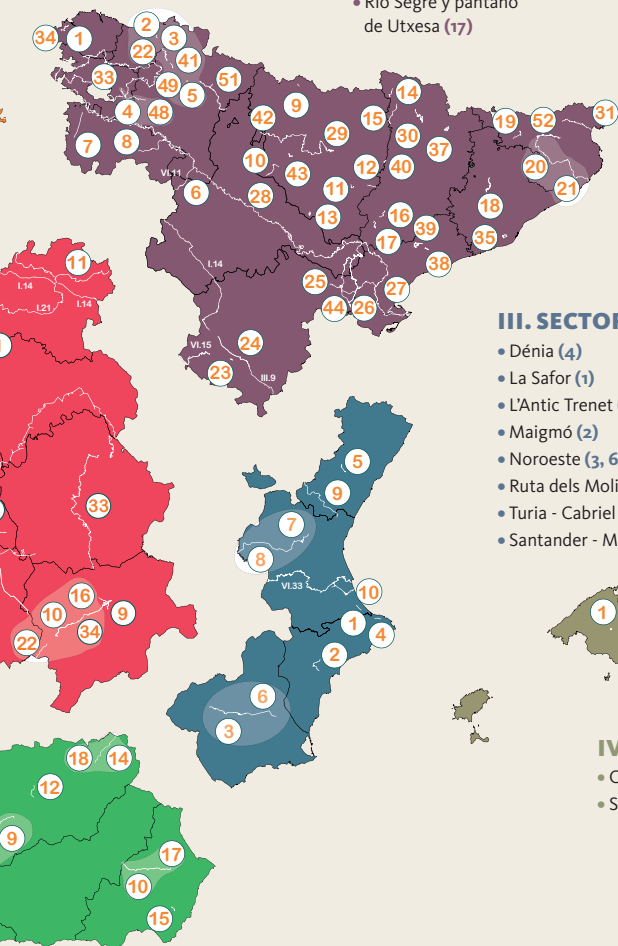 • Río Segre y pantano
de Utxesa (17)
34 1 2 3 22 41 33 49 5 51 4 48 7 8
42 9 14 15 29 30 37 19 52 31
VI.11 6 10 43 12 40 20 21
28 11 13 16 39 18 17 35 38
I.14 25 27 44 26
VI.15 24 23 III.9
11
I.14 I.21 I.14
33
16 10 9 34 22
5
9
7
8
VI.33 10
1 4
2
6
3
III. SECTOR
• Dénia (4)
• La Safor (1)
• L'Antic Trenet
• Maigmó (2)
• Noroeste (3, 6
• Ruta dels Moli
• Turia - Cabriel
• Santander - M
1
IV
• C
• S
18 14
12
9
17
10
15